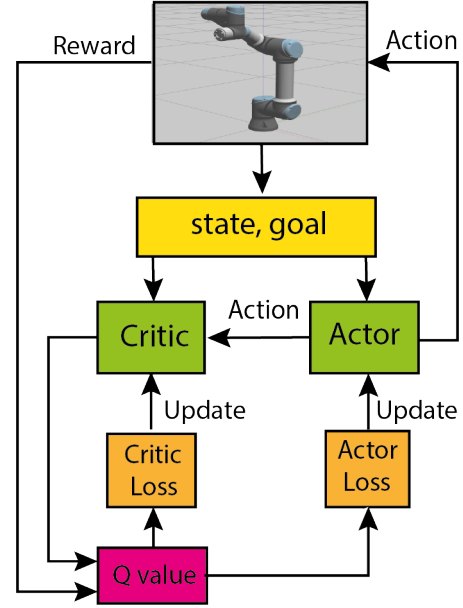 Reward
Action
state, goal
Critic
Action
Actor
Update
Update
Critic
Loss
Actor
Loss
Q value